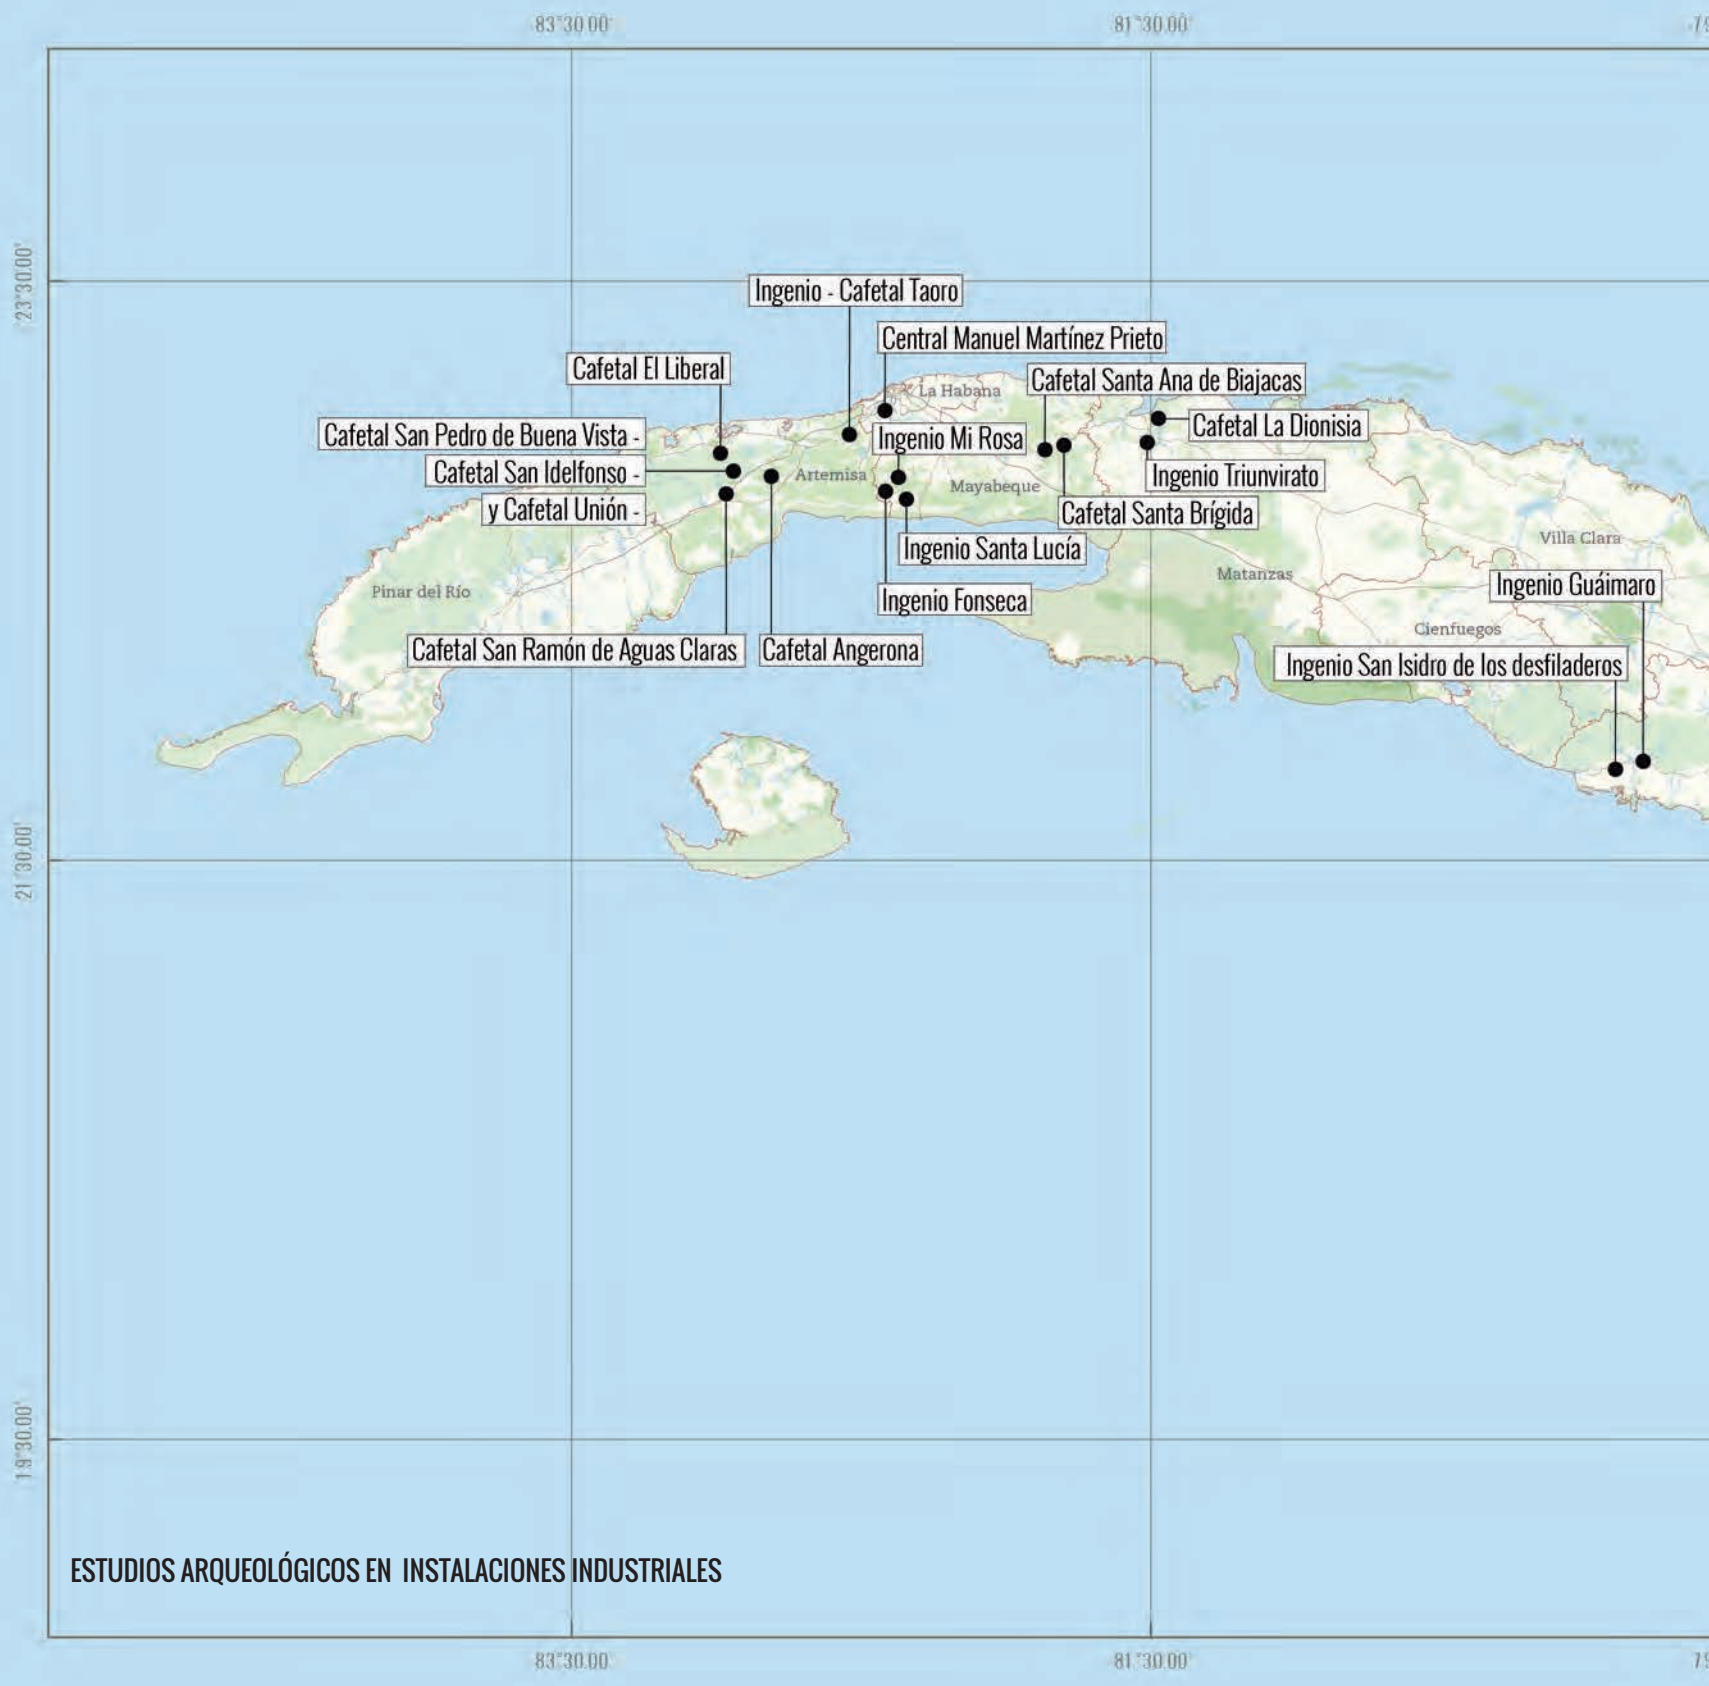 83°30.00'
81°30.00'
23°30.00'
Ingenio - Cafetal Taoro
Central Manuel Martínez Prieto
Cafetal El Liberal
Cafetal Santa Ana de Biajacas
La Habana
Cafetal San Pedro de Buena Vista -
Cafetal La Dionisia
Ingenio Mi Rosa
Cafetal San Idelfonso -
Artemisa
Ingenio Triunvirato
Mayabeque
y Cafetal Unión -
Cafetal Santa Brígida
Villa Clara
Ingenio Santa Lucía
Matanzas
Ingenio Guáimaro
Pinar del Río
Ingenio Fonseca
Cienfuegos
Cafetal San Ramón de Aguas Claras
Cafetal Angerona
Ingenio San Isidro de los desfiladeros
21°30.00'
19°30.00'
ESTUDIOS ARQUEOLÓGICOS EN INSTALACIONES INDUSTRIALES
83°30.00'
81°30.00'